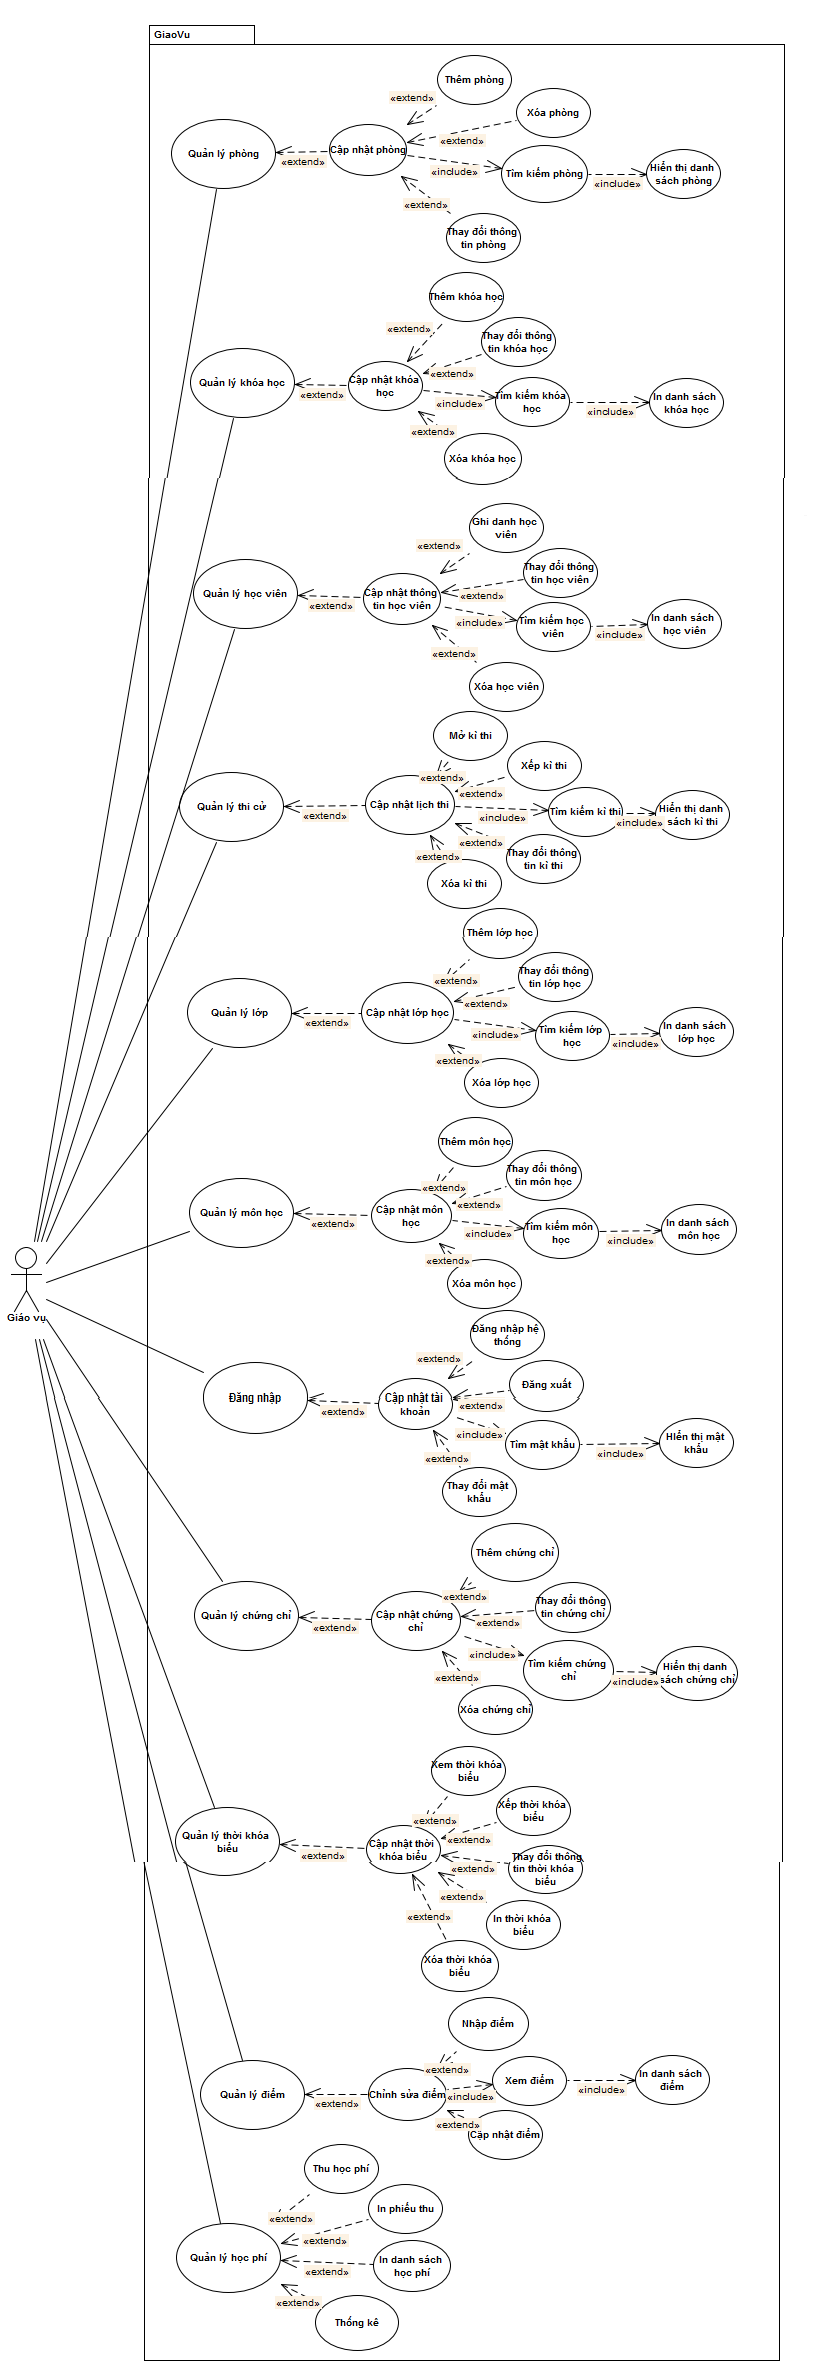 GiaoVu
Thêm phòng
«extend»
Xóa phòng
Quản lý phòng
«extend»
Cập nhật phòng
«extend»
«include»
Tìm kiếm phòng
«include»
Hiển thị danh
sách phòng
«extend»
Thay đổi thông
tin phòng
Thêm khóa học
«extend»
Thay đổi thông
tin khóa học
Quản lý khóa học
«extend»
Cập nhật khóa
học
«extend»
«include»
Tìm kiếm khóa
học
«include»
In danh sách
khóa học
«extend»
Xóa khóa học
Ghi danh học
viên
«extend»
Thay đổi thông
tin học viên
Quản lý học viên
«extend»
Cập nhật thông
tin học viên
«extend»
«include»
Tìm kiếm học
viên
«include»
In danh sách
học viên
«extend»
Xóa học viên
Mở kì thi
«extend»
Xếp kì thi
Quản lý thi cử
«extend»
Cập nhật lịch thi
«extend»
«include»
Tìm kiếm kì thi
«include»
Hiển thị danh
sách kì thi
«extend»
Thay đổi thông
tin kì thi
«extend»
Xóa kì thi
Thêm lớp học
«extend»
Thay đổi thông
tin lớp học
Quản lý lớp
«extend»
Cập nhật lớp học
«extend»
«include»
Tìm kiếm lớp
học
«include»
In danh sách
lớp học
«extend»
Xóa lớp học
Thêm môn học
«extend»
Thay đổi thông
tin môn học
Quản lý môn học
«extend»
Cập nhật môn
học
«extend»
«include»
Tìm kiếm môn
học
«include»
In danh sách
môn học
«extend»
Xóa môn học
Giáo vụ
Đăng nhập hệ
thống
«extend»
Đăng xuất
Đăng nhập
«extend»
Cập nhật tài
khoản
«extend»
«include»
Tìm mật khẩu
«include»
Hiển thị mật
khẩu
«extend»
Thay đổi mật
khẩu
Thêm chứng chỉ
«extend»
Thay đổi thông
tin chứng chỉ
Quản lý chứng chỉ
«extend»
Cập nhật chứng
chỉ
«extend»
«include»
Tìm kiếm chứng
chỉ
«include»
Hiển thị danh
sách chứng chỉ
«extend»
Xóa chứng chỉ
Xem thời khóa
biểu
«extend»
Xếp thời khóa
biểu
Quản lý thời khóa
biểu
«extend»
Cập nhật thời
khóa biểu
«extend»
«extend»
Thay đổi thông
tin thời khóa
biểu
«extend»
In thời khóa
biểu
«extend»
Xóa thời khóa
biểu
Nhập điểm
«extend»
Quản lý điểm
«extend»
Chỉnh sửa điểm
«include»
Xem điểm
«include»
In danh sách
điểm
«extend»
Cập nhật điểm
Thu học phí
«extend»
In phiếu thu
Quản lý học phí
«extend»
«extend»
In danh sách
học phí
«extend»
Thống kê